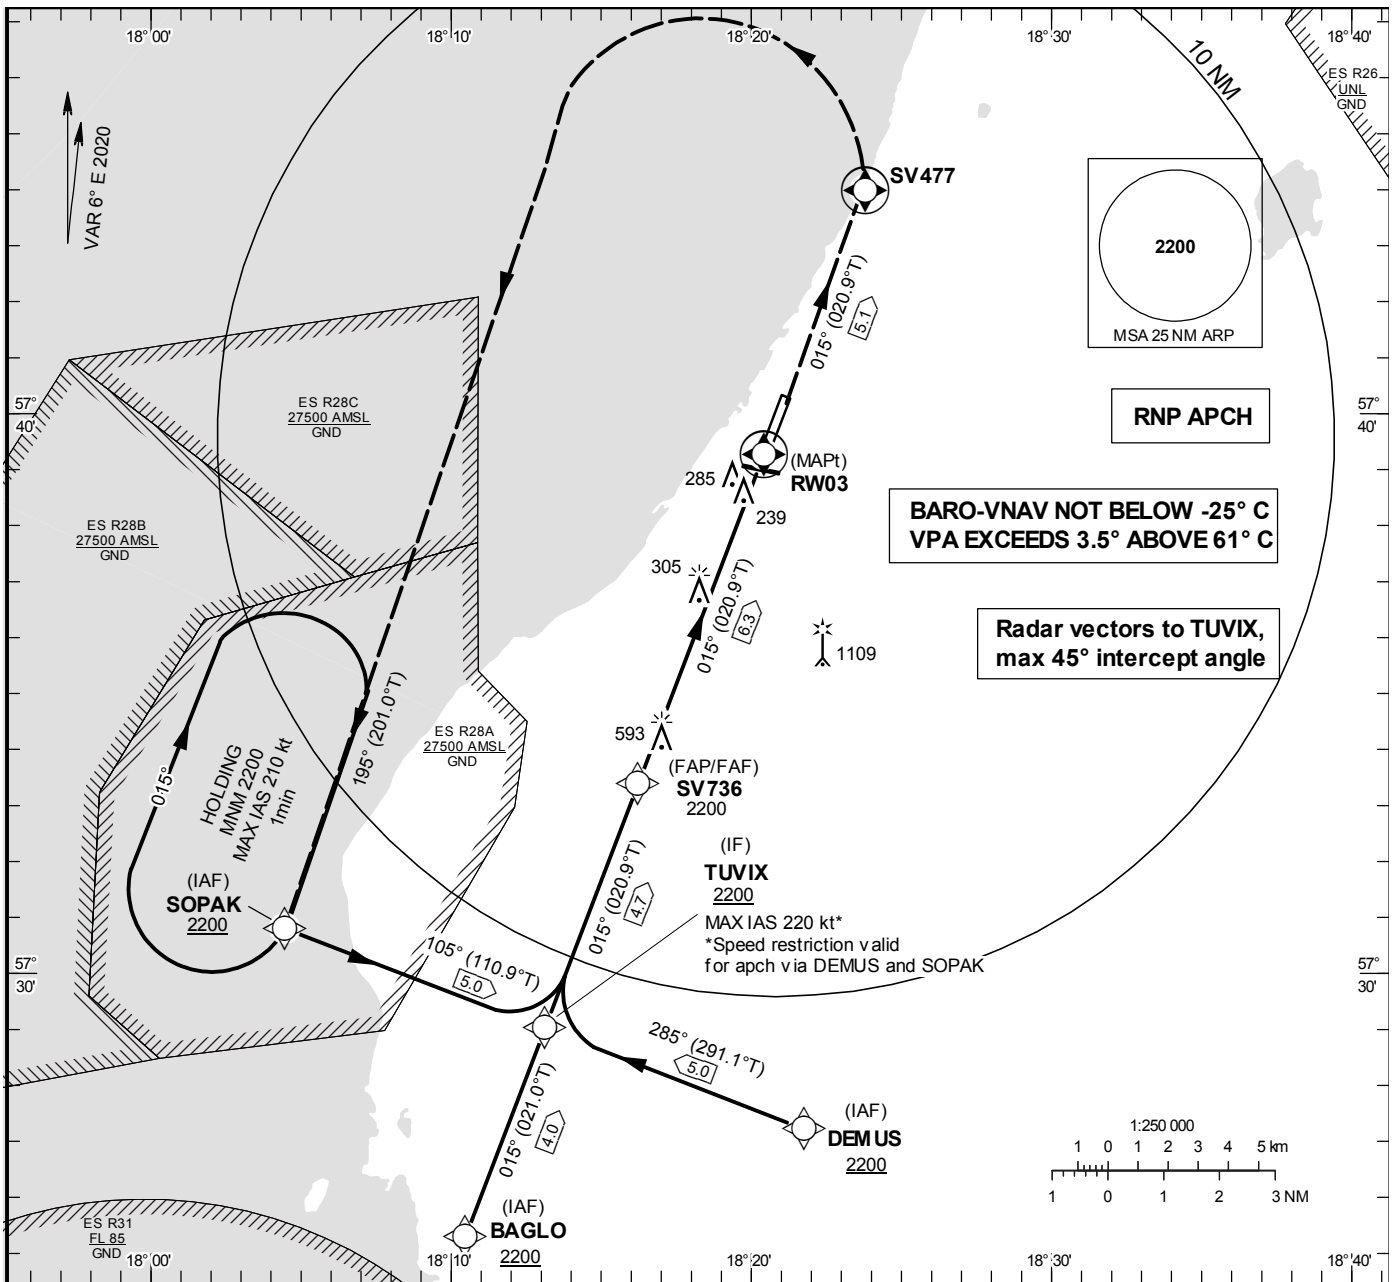 18° 00'
18° 10'
18° 20'
18° 30'
18° 40'
10 NM
ES R26
UNL
GND
VAR 6° E 2020
SV477
2200
MSA 25 NM ARP
015° (020.9°T)
5.1
ES R28C
27500 AMSL
GND
57°
40'
57°
40'
RNP APCH
(MAPt)
RW03
285
239
BARO-VNAV NOT BELOW -25° C
VPA EXCEEDS 3.5° ABOVE 61° C
ES R28B
27500 AMSL
GND
305
015° (020.9°T)
6.3
1109
Radar vectors to TUVIX,
max 45° intercept angle
195° (201.0°T)
ES R28A
27500 AMSL
GND
593
(FAP/FAF)
SV736
2200
015°
HOLDING
MNM 2200
MAX IAS 210 kt
1min
(IAF)
SOPAK
2200
(IF)
TUVIX
2200
MAX IAS 220 kt*
*Speed restriction valid
for apch via DEMUS and SOPAK
015° (020.9°T)
4.7
105° (110.9°T)
5.0
57°
30'
57°
30'
285° (291.1°T)
5.0
015° (021.0°T)
4.0
(IAF)
DEMUS
2200
1:250 000
1 0 1 2 3 4 5 km
1 0 1 2 3 NM
(IAF)
BAGLO
2200
ES R31
FL 85
GND
18° 00'
18° 10'
18° 20'
18° 30'
18° 40'